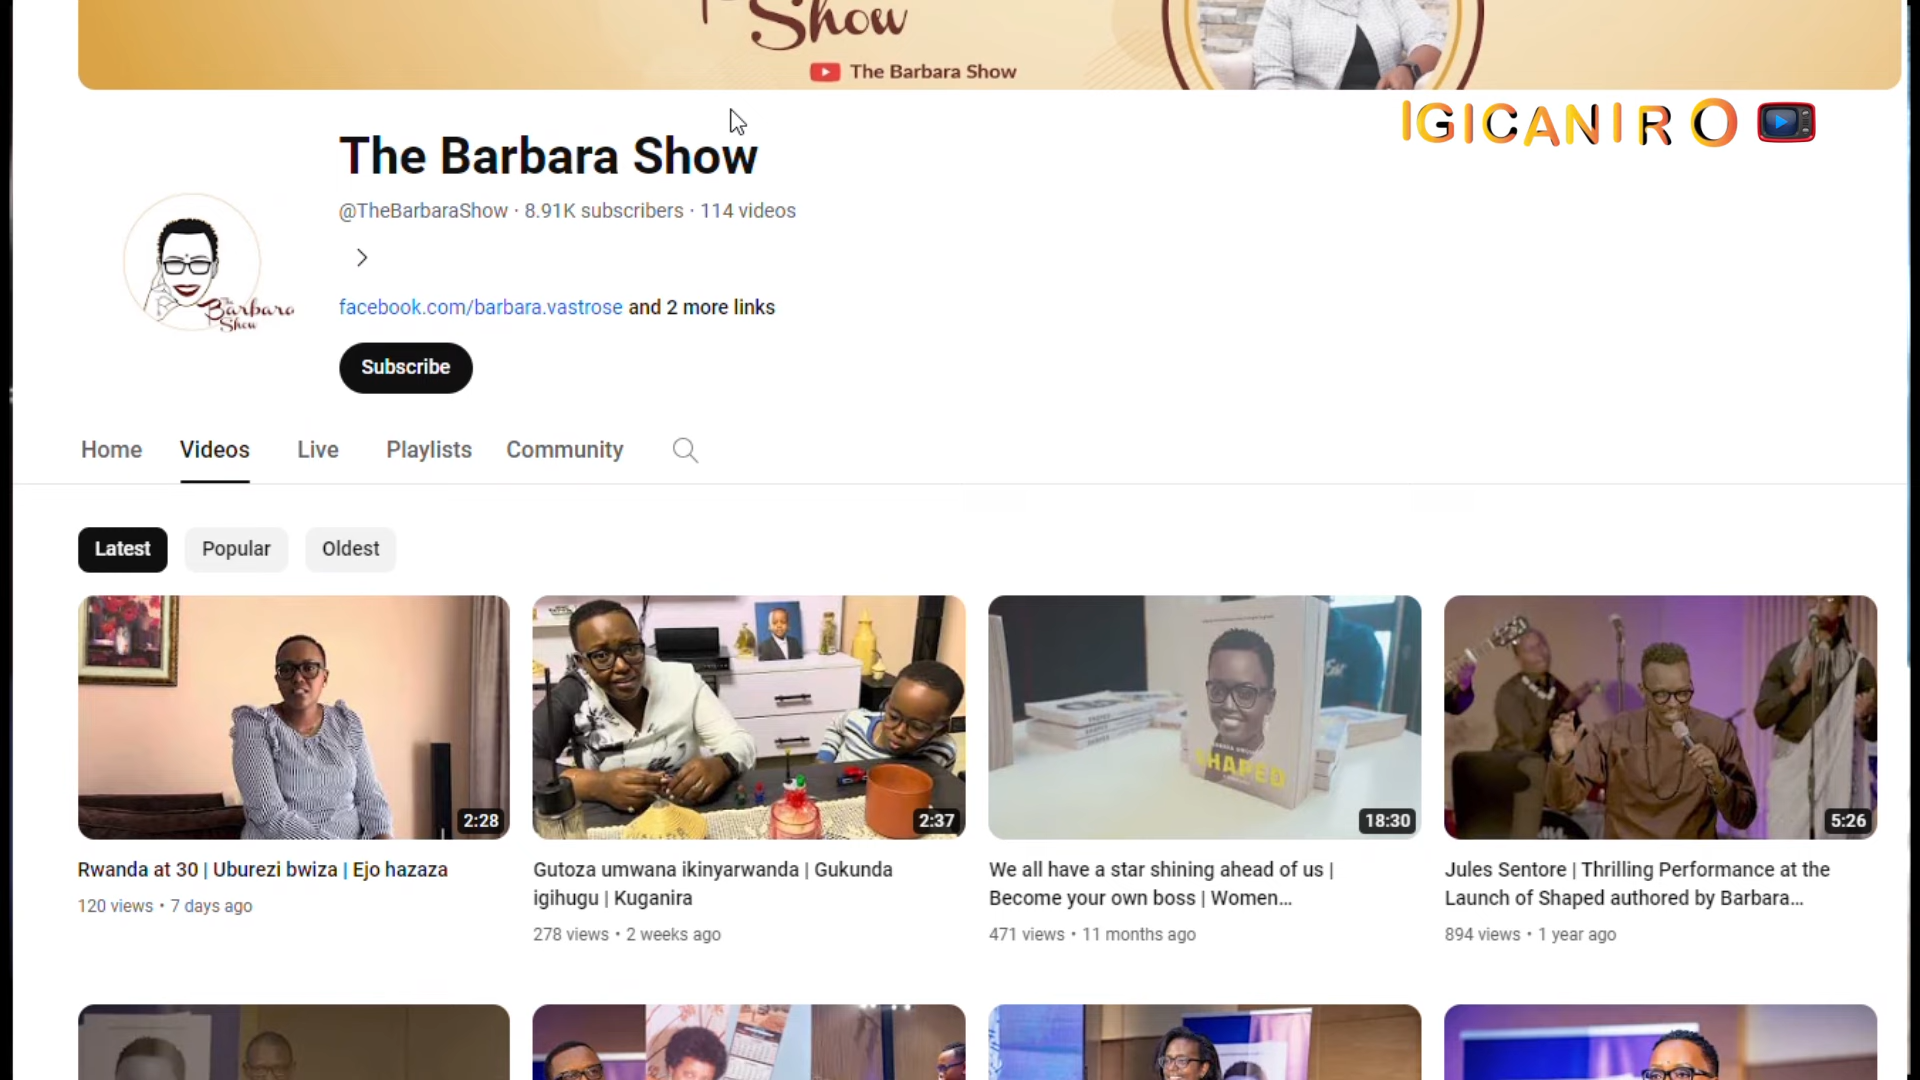 Show
The Barbara Show
IGICANIRO
The Barbara Show
@TheBarbaraShow · 8.91K subscribers · 114 videos
The
Barbara
Show
facebook.com/barbara.vastrose and 2 more links
Subscribe
Home Videos Live Playlists Community
Latest Popular Oldest
SHAPED
2:28
2:37
18:30
5:26
Rwanda at 30 | Uburezi bwiza | Ejo hazaza
120 views • 7 days ago
Gutoza umwana ikinyarwanda | Gukunda
igihugu | Kuganira
278 views • 2 weeks ago
We all have a star shining ahead of us |
Become your own boss | Women...
471 views • 11 months ago
Jules Sentore | Thrilling Performance at the
Launch of Shaped authored by Barbara...
894 views • 1 year ago